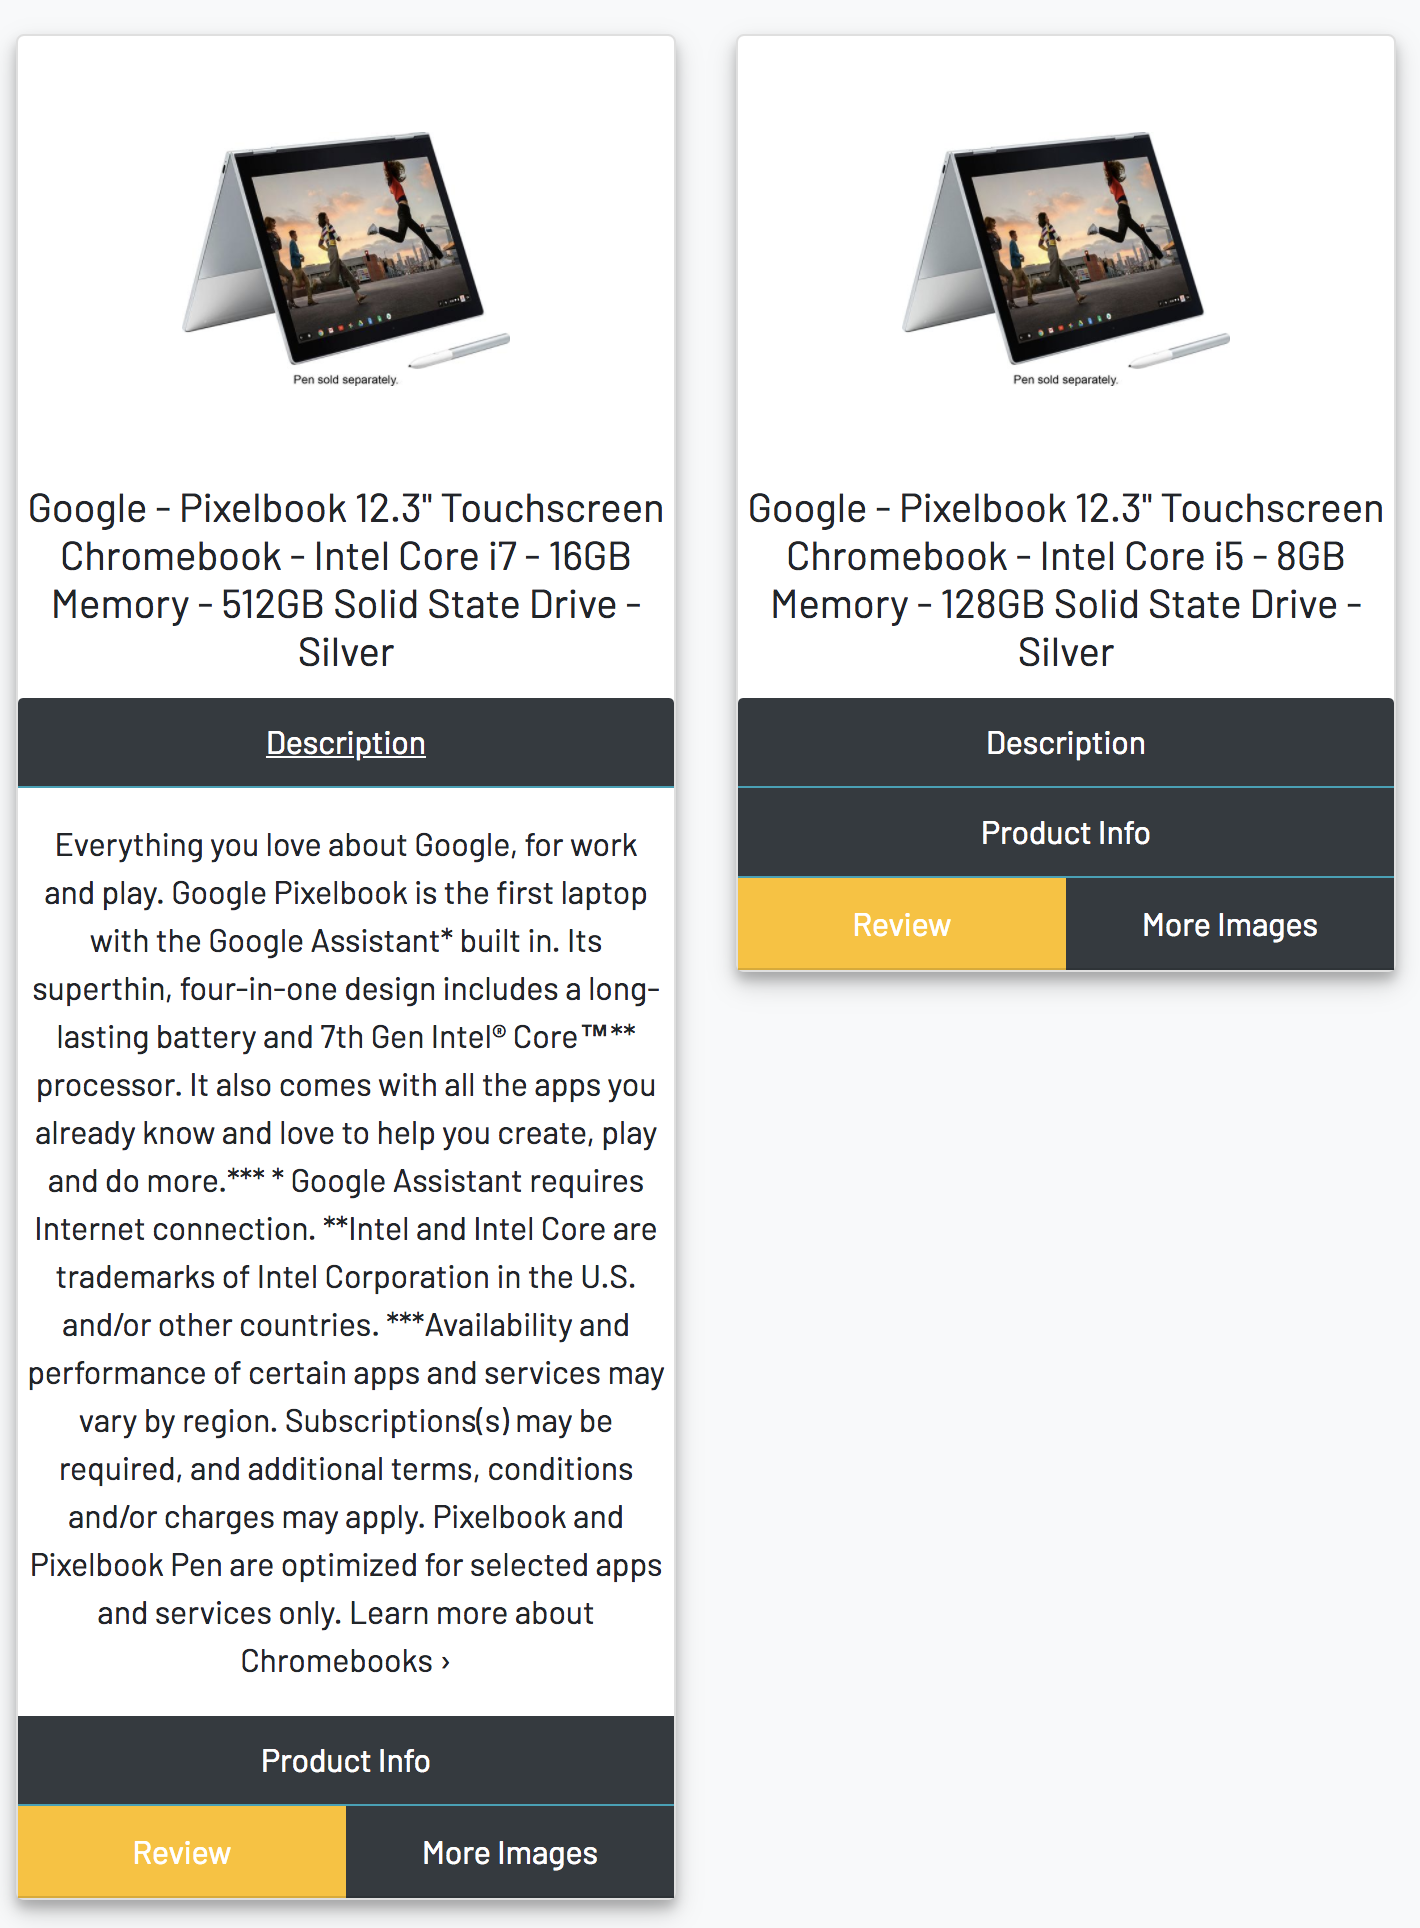 Pen sold separately.
Google - Pixelbook 12.3" Touchscreen
Chromebook - Intel Core i7 - 16GB
Memory - 512GB Solid State Drive -
Silver
Description
Everything you love about Google, for work
and play. Google Pixelbook is the first laptop
with the Google Assistant* built in. Its
superthin, four-in-one design includes a long-
lasting battery and 7th Gen Intel® Core™**
processor. It also comes with all the apps you
already know and love to help you create, play
and do more.*** * Google Assistant requires
Internet connection. **Intel and Intel Core are
trademarks of Intel Corporation in the U.S.
and/or other countries. ***Availability and
performance of certain apps and services may
vary by region. Subscriptions(s) may be
required, and additional terms, conditions
and/or charges may apply. Pixelbook and
Pixelbook Pen are optimized for selected apps
and services only. Learn more about
Chromebooks ›
Product Info
Review
More Images
Pen sold separately.
Google - Pixelbook 12.3" Touchscreen
Chromebook - Intel Core i5 - 8GB
Memory - 128GB Solid State Drive -
Silver
Description
Product Info
Review
More Images